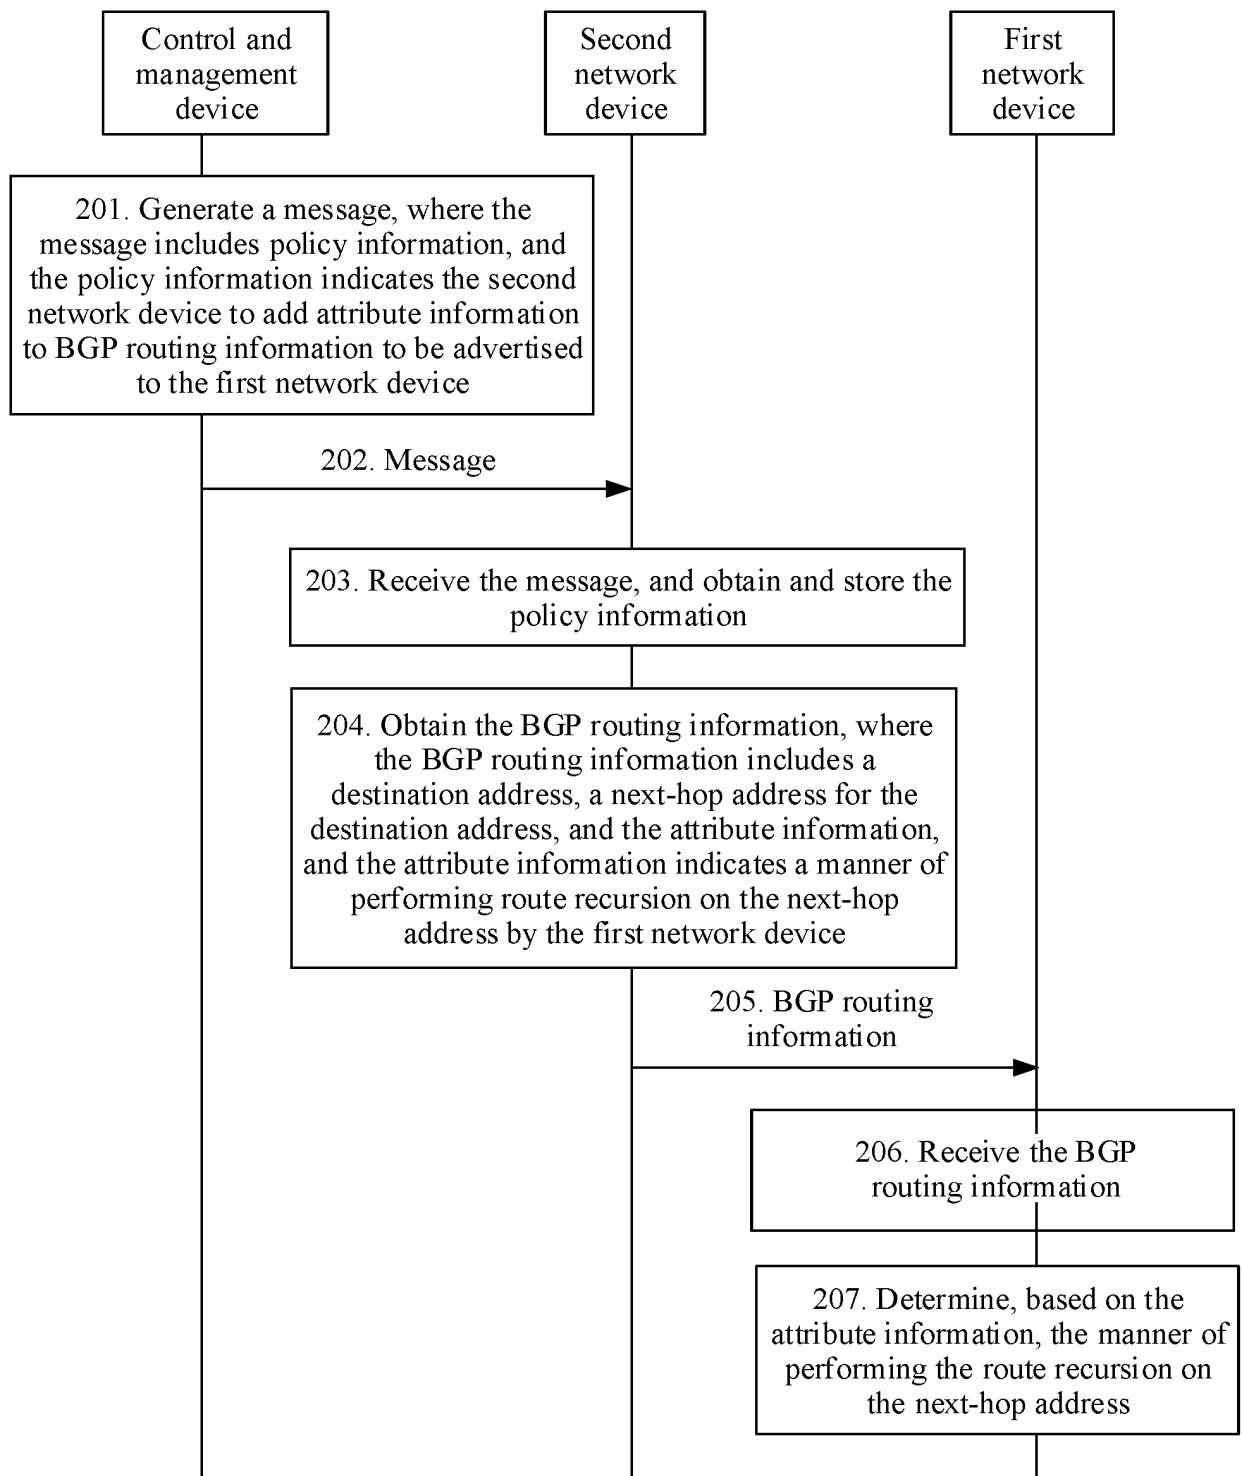 Control and
management
device
Second
network
device
First
network
device
201. Generate a message, where the
message includes policy information, and
the policy information indicates the second
network device to add attribute information
to BGP routing information to be advertised
to the first network device
202. Message
203. Receive the message, and obtain and store the
policy information
204. Obtain the BGP routing information, where
the BGP routing information includes a
destination address, a next-hop address for the
destination address, and the attribute information,
and the attribute information indicates a manner of
performing route recursion on the next-hop
address by the first network device
205. BGP routing
information
206. Receive the BGP
routing information
207. Determine, based on the
attribute information, the manner of
performing the route recursion on
the next-hop address